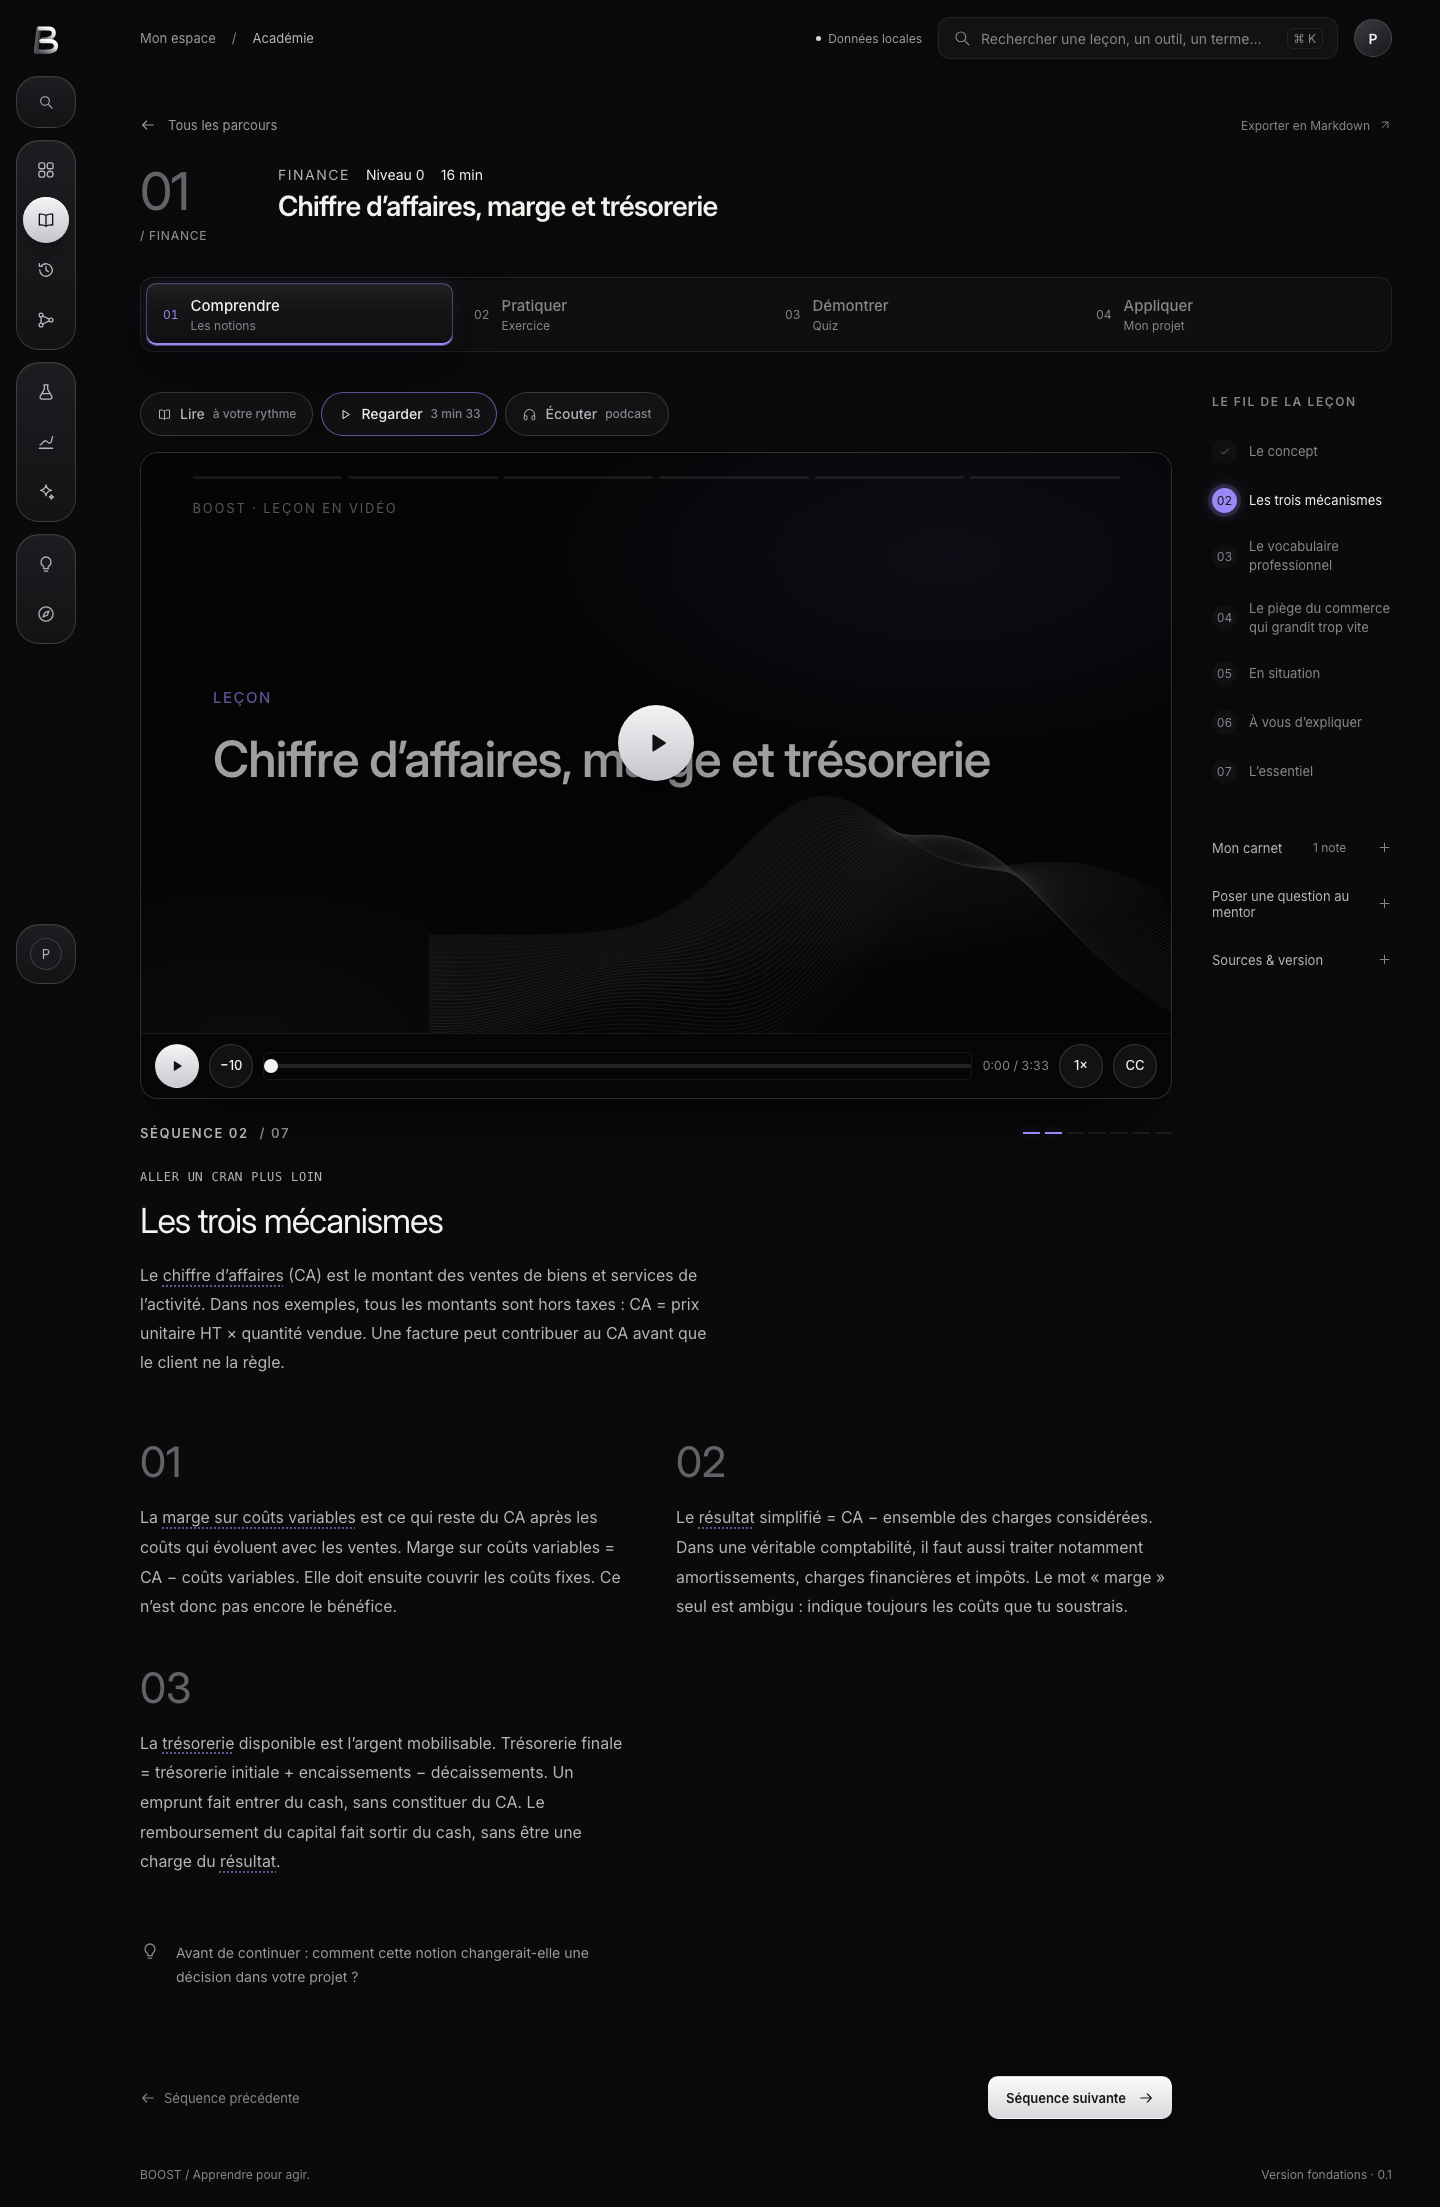 B
Mon espace / Académie
Données locales
Rechercher une leçon, un outil, un terme...
⌘ K
P
Tous les parcours
Exporter en Markdown
01
/ FINANCE
FINANCE Niveau 0 16 min
Chiffre d’affaires, marge et trésorerie
01 Comprendre
Les notions
02 Pratiquer
Exercice
03 Démontrer
Quiz
04 Appliquer
Mon projet
Lire à votre rythme
Regarder 3 min 33
Écouter podcast
BOOST · LEÇON EN VIDÉO
LEÇON
Chiffre d’affaires, marge et trésorerie
−10
0:00 / 3:33
1×
CC
LE FIL DE LA LEÇON
Le concept
02 Les trois mécanismes
03 Le vocabulaire
professionnel
04 Le piège du commerce
qui grandit trop vite
05 En situation
06 À vous d’expliquer
07 L’essentiel
Mon carnet 1 note +
Poser une question au
mentor +
Sources & version +
P
SÉQUENCE 02 / 07
ALLER UN CRAN PLUS LOIN
Les trois mécanismes
Le chiffre d’affaires (CA) est le montant des ventes de biens et services de
l’activité. Dans nos exemples, tous les montants sont hors taxes : CA = prix
unitaire HT × quantité vendue. Une facture peut contribuer au CA avant que
le client ne la règle.
01
La marge sur coûts variables est ce qui reste du CA après les
coûts qui évoluent avec les ventes. Marge sur coûts variables =
CA − coûts variables. Elle doit ensuite couvrir les coûts fixes. Ce
n’est donc pas encore le bénéfice.
02
Le résultat simplifié = CA − ensemble des charges considérées.
Dans une véritable comptabilité, il faut aussi traiter notamment
amortissements, charges financières et impôts. Le mot « marge »
seul est ambigu : indique toujours les coûts que tu soustrais.
03
La trésorerie disponible est l’argent mobilisable. Trésorerie finale
= trésorerie initiale + encaissements − décaissements. Un
emprunt fait entrer du cash, sans constituer du CA. Le
remboursement du capital fait sortir du cash, sans être une
charge du résultat.
Avant de continuer : comment cette notion changerait-elle une
décision dans votre projet ?
Séquence précédente
Séquence suivante
BOOST / Apprendre pour agir.
Version fondations · 0.1